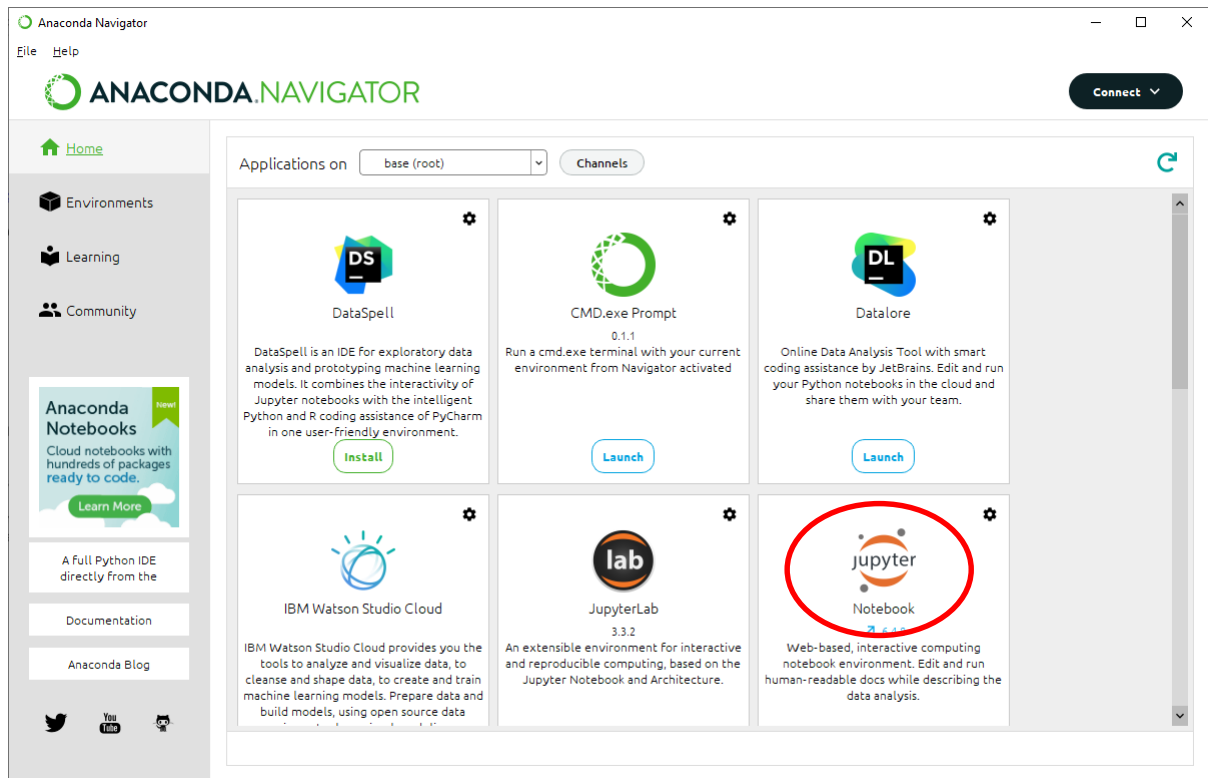 Anaconda Navigator
File Help
ANACONDA.NAVIGATOR
Connect
Home
Environments
Learning
Community
Anaconda
Notebooks
New!
Cloud notebooks with
hundreds of packages
ready to code.
Learn More
A full Python IDE
directly from the
Documentation
Anaconda Blog
You
Tube
Applications on base (root) Channels
DS
DataSpell
DataSpell is an IDE for exploratory data
analysis and prototyping machine learning
models. It combines the interactivity of
Jupyter notebooks with the intelligent
Python and R coding assistance of PyCharm
in one user-friendly environment.
Install
CMD.exe Prompt
0.1.1
Run a cmd.exe terminal with your current
environment from Navigator activated
Launch
DL
Datalore
Online Data Analysis Tool with smart
coding assistance by JetBrains. Edit and run
your Python notebooks in the cloud and
share them with your team.
Launch
IBM Watson Studio Cloud
IBM Watson Studio Cloud provides you the
tools to analyze and visualize data, to
cleanse and shape data, to create and train
machine learning models. Prepare data and
build models, using open source data
lab
JupyterLab
3.3.2
An extensible environment for interactive
and reproducible computing, based on the
Jupyter Notebook and Architecture.
jupyter
Notebook
Web-based, interactive computing
notebook environment. Edit and run
human-readable docs while describing the
data analysis.